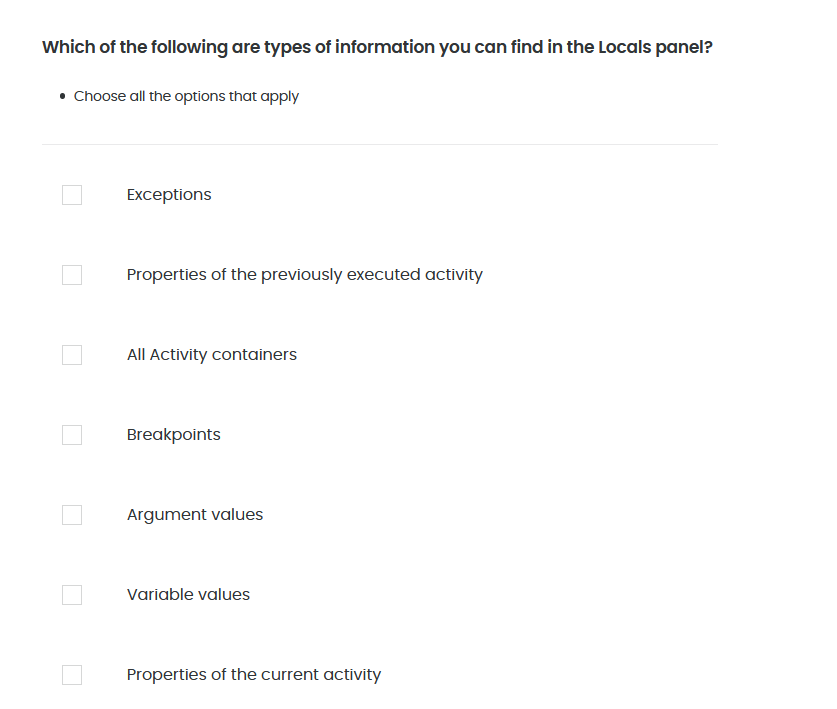 Which of the following are types of information you can find in the Locals panel?
• Choose all the options that apply
Exceptions
Properties of the previously executed activity
All Activity containers
Breakpoints
Argument values
Variable values
Properties of the current activity